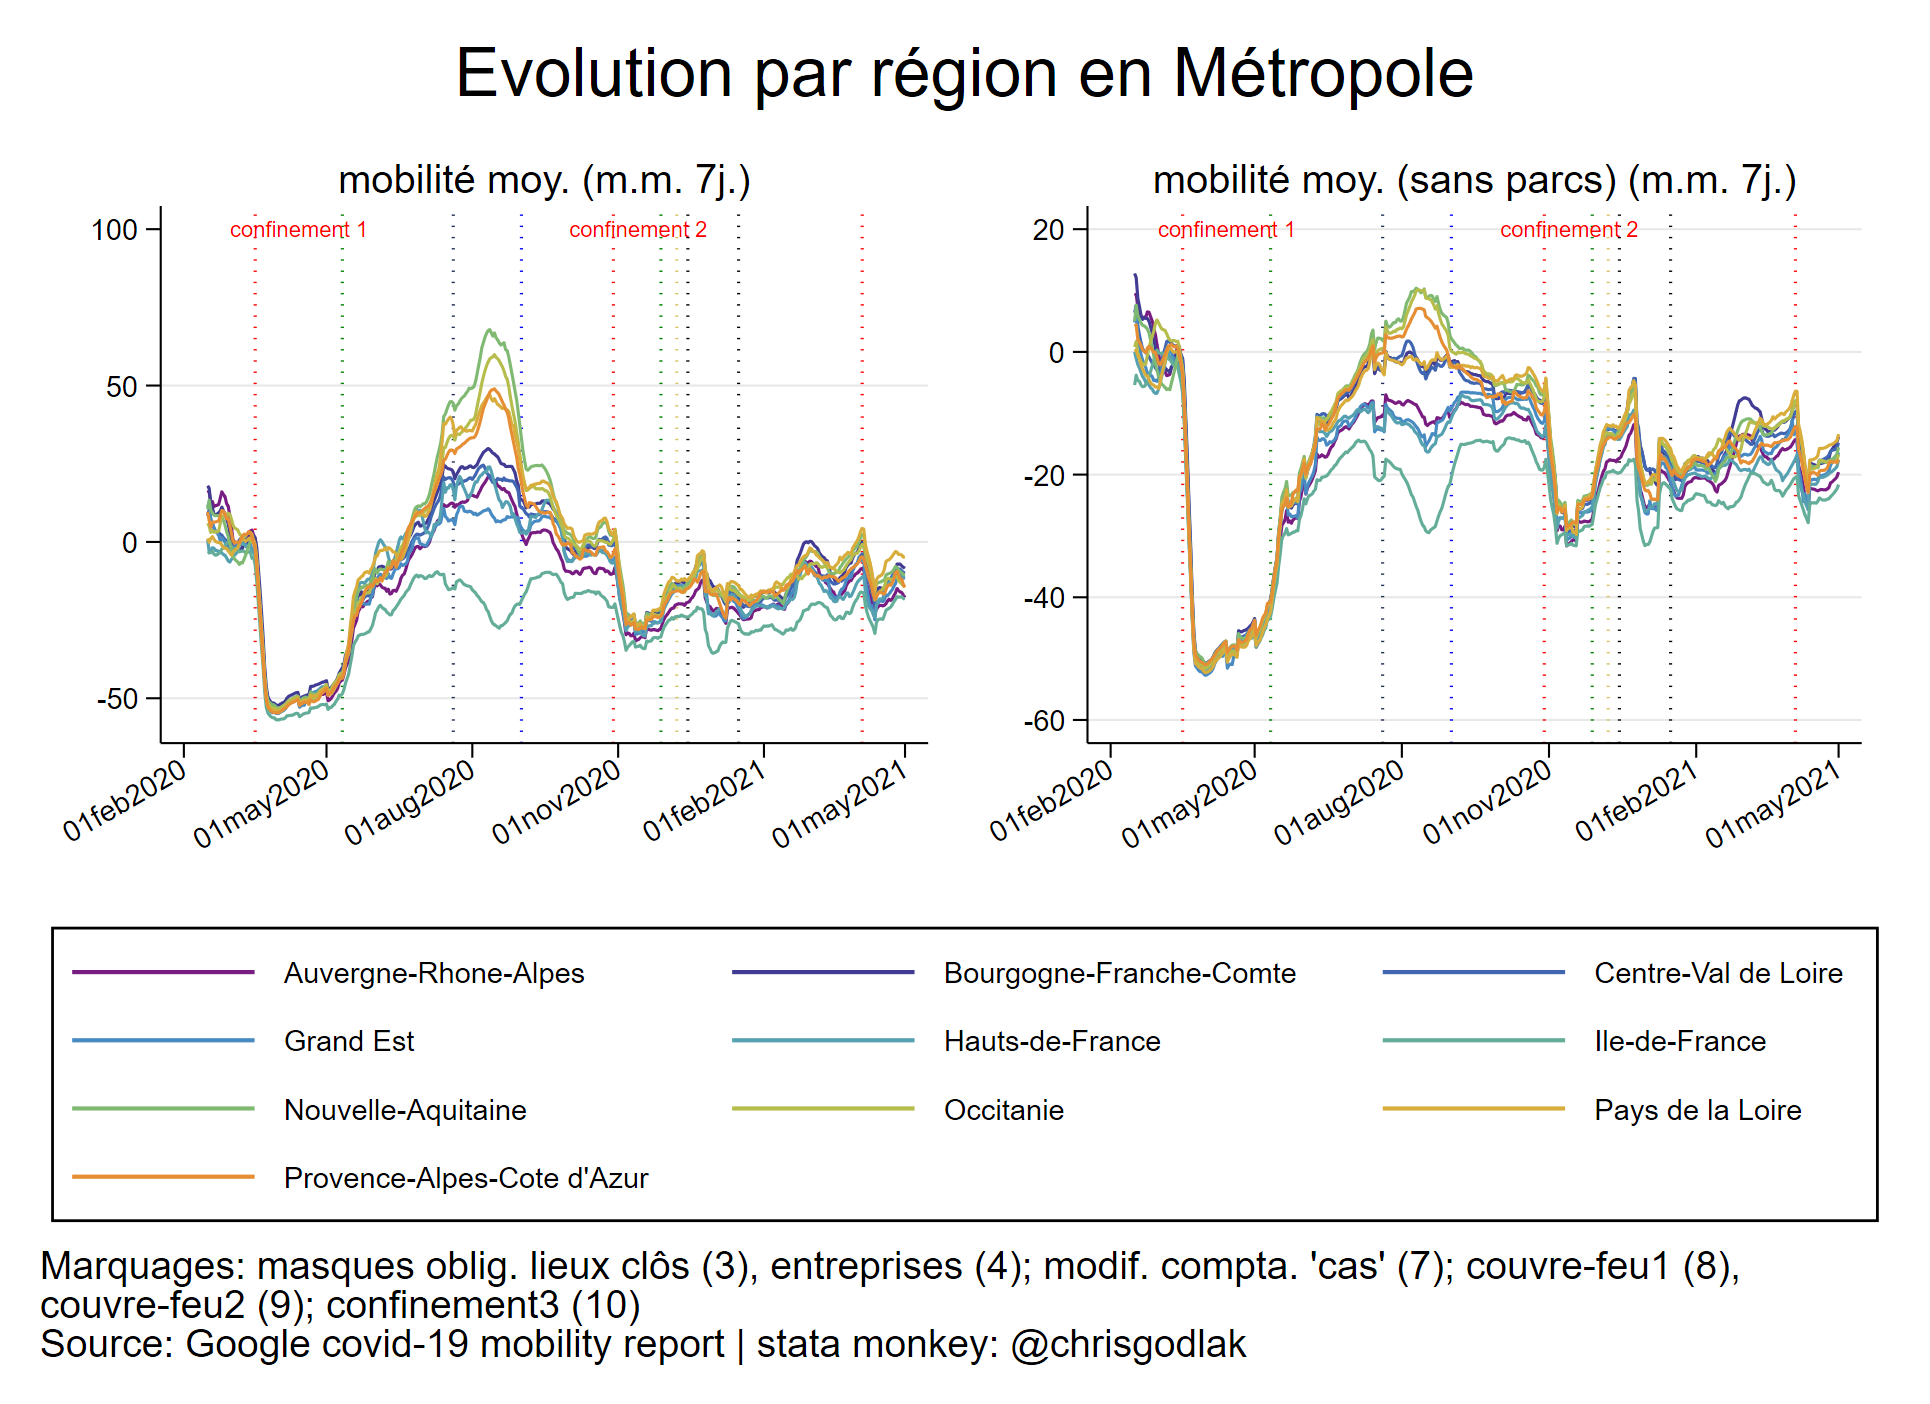 Evolution par région en Métropole
mobilité moy. (m.m. 7j.)
confinement 1
confinement 2
100
50
0
-50
01feb2020
01may2020
01aug2020
01nov2020
01feb2021
01may2021
mobilité moy. (sans parcs) (m.m. 7j.)
confinement 1
confinement 2
20
0
-20
-40
-60
01feb2020
01may2020
01aug2020
01nov2020
01feb2021
01may2021
Auvergne-Rhone-Alpes
Bourgogne-Franche-Comte
Centre-Val de Loire
Grand Est
Hauts-de-France
Ile-de-France
Nouvelle-Aquitaine
Occitanie
Pays de la Loire
Provence-Alpes-Cote d'Azur
Marquages: masques oblig. lieux clôs (3), entreprises (4); modif. compta. 'cas' (7); couvre-feu1 (8),
couvre-feu2 (9); confinement3 (10)
Source: Google covid-19 mobility report | stata monkey: @chrisgodlak